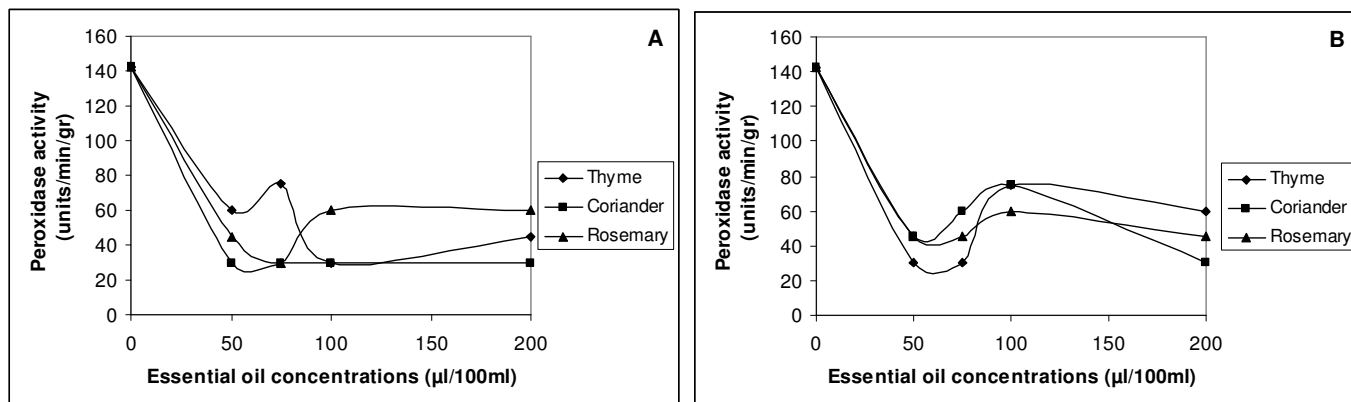 A
Peroxidase activity
(units/min/gr)
160
140
120
100
80
60
40
20
0
0 50 100 150 200
Essential oil concentrations (µl/100ml)
Thyme
Coriander
Rosemary
B
Peroxidase activity
(units/min/gr)
160
140
120
100
80
60
40
20
0
0 50 100 150 200
Essential oil concentrations (µl/100ml)
Thyme
Coriander
Rosemary